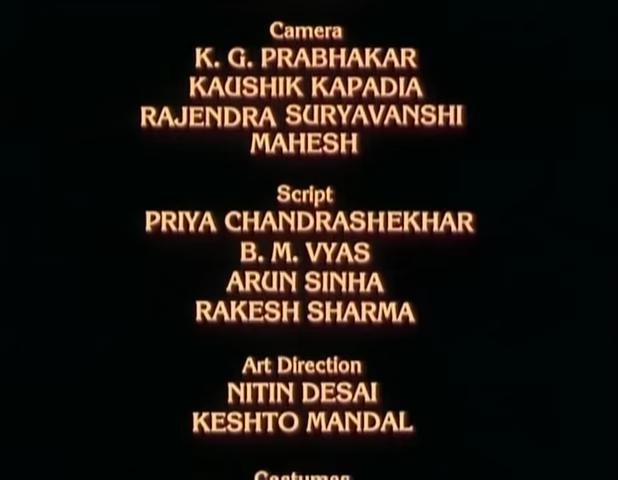 Camera
K. G. PRABHAKAR
KAUSHIK KAPADIA
RAJENDRA SURYAVANSHI
MAHESH
Script
PRIYA CHANDRASHEKHAR
B. M. VYAS
ARUN SINHA
RAKESH SHARMA
Art Direction
NITIN DESAI
KESHTO MANDAL
Costumes